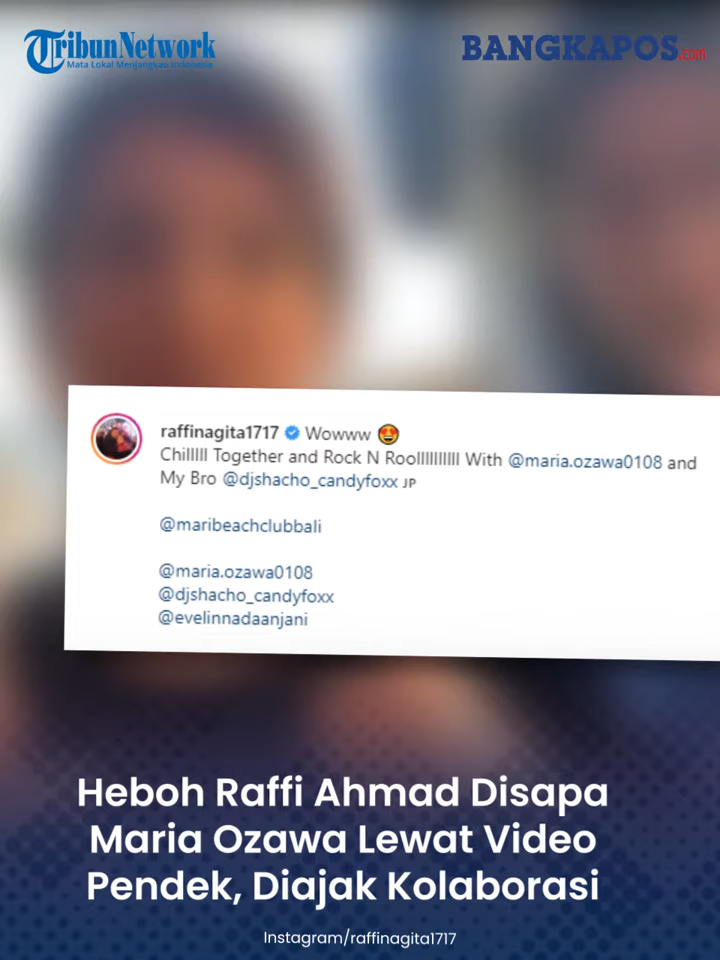 TribunNetwork
Mata Lokal Menjangkau Indonesia
BANGKAPOS.com
raffinagita1717 Wowww 🤩
Chilllll Together and Rock N Roolllllllllll With @maria.ozawa0108 and
My Bro @djshacho_candyfoxx JP
@maribeachclubbali
@maria.ozawa0108
@djshacho_candyfoxx
@evelinnadaanjani
Heboh Raffi Ahmad Disapa
Maria Ozawa Lewat Video
Pendek, Diajak Kolaborasi
Instagram/raffinagita1717